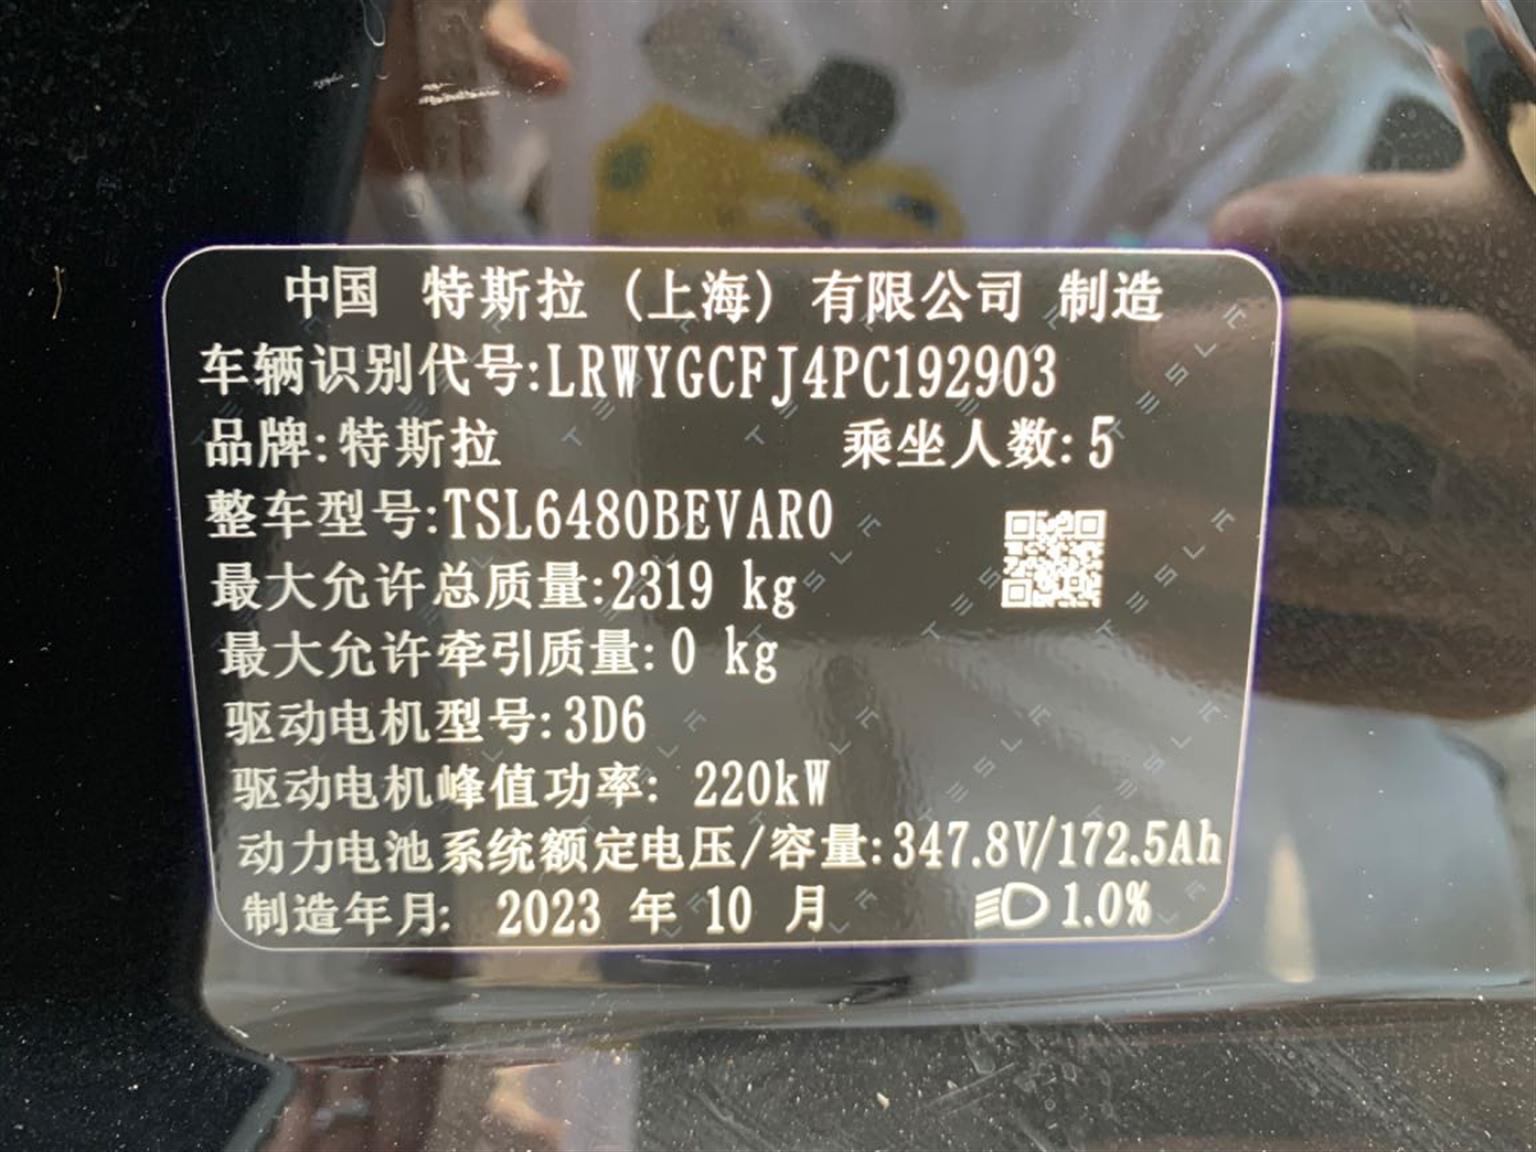 中国 特斯拉（上海）有限公司 制造
车辆识别代号:LRWYGCFJ4PC192903
品牌:特斯拉 乘坐人数:5
整车型号:TSL6480BEVAR0
最大允许总质量:2319 kg
最大允许牵引质量:0 kg
驱动电机型号:3D6
驱动电机峰值功率: 220kW
动力电池系统额定电压/容量:347.8V/172.5Ah
制造年月: 2023 年 10 月 1.0%
TESLA